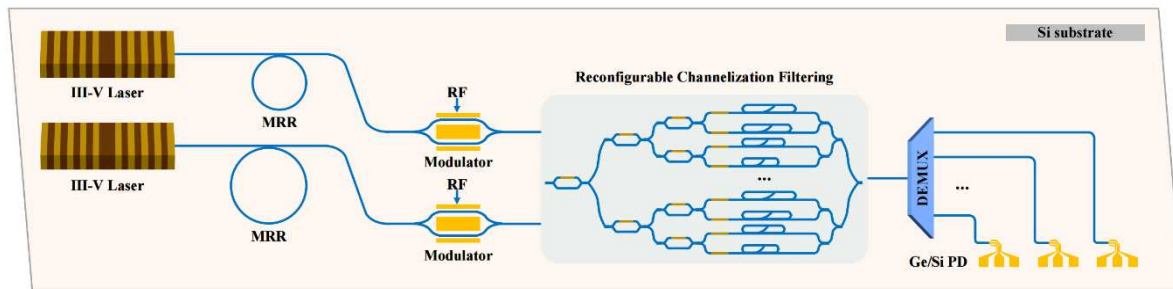 Si substrate
III-V Laser
MRR
RF
Modulator
Reconfigurable Channelization Filtering
III-V Laser
MRR
RF
Modulator
...
DEMUX
...
Ge/Si PD